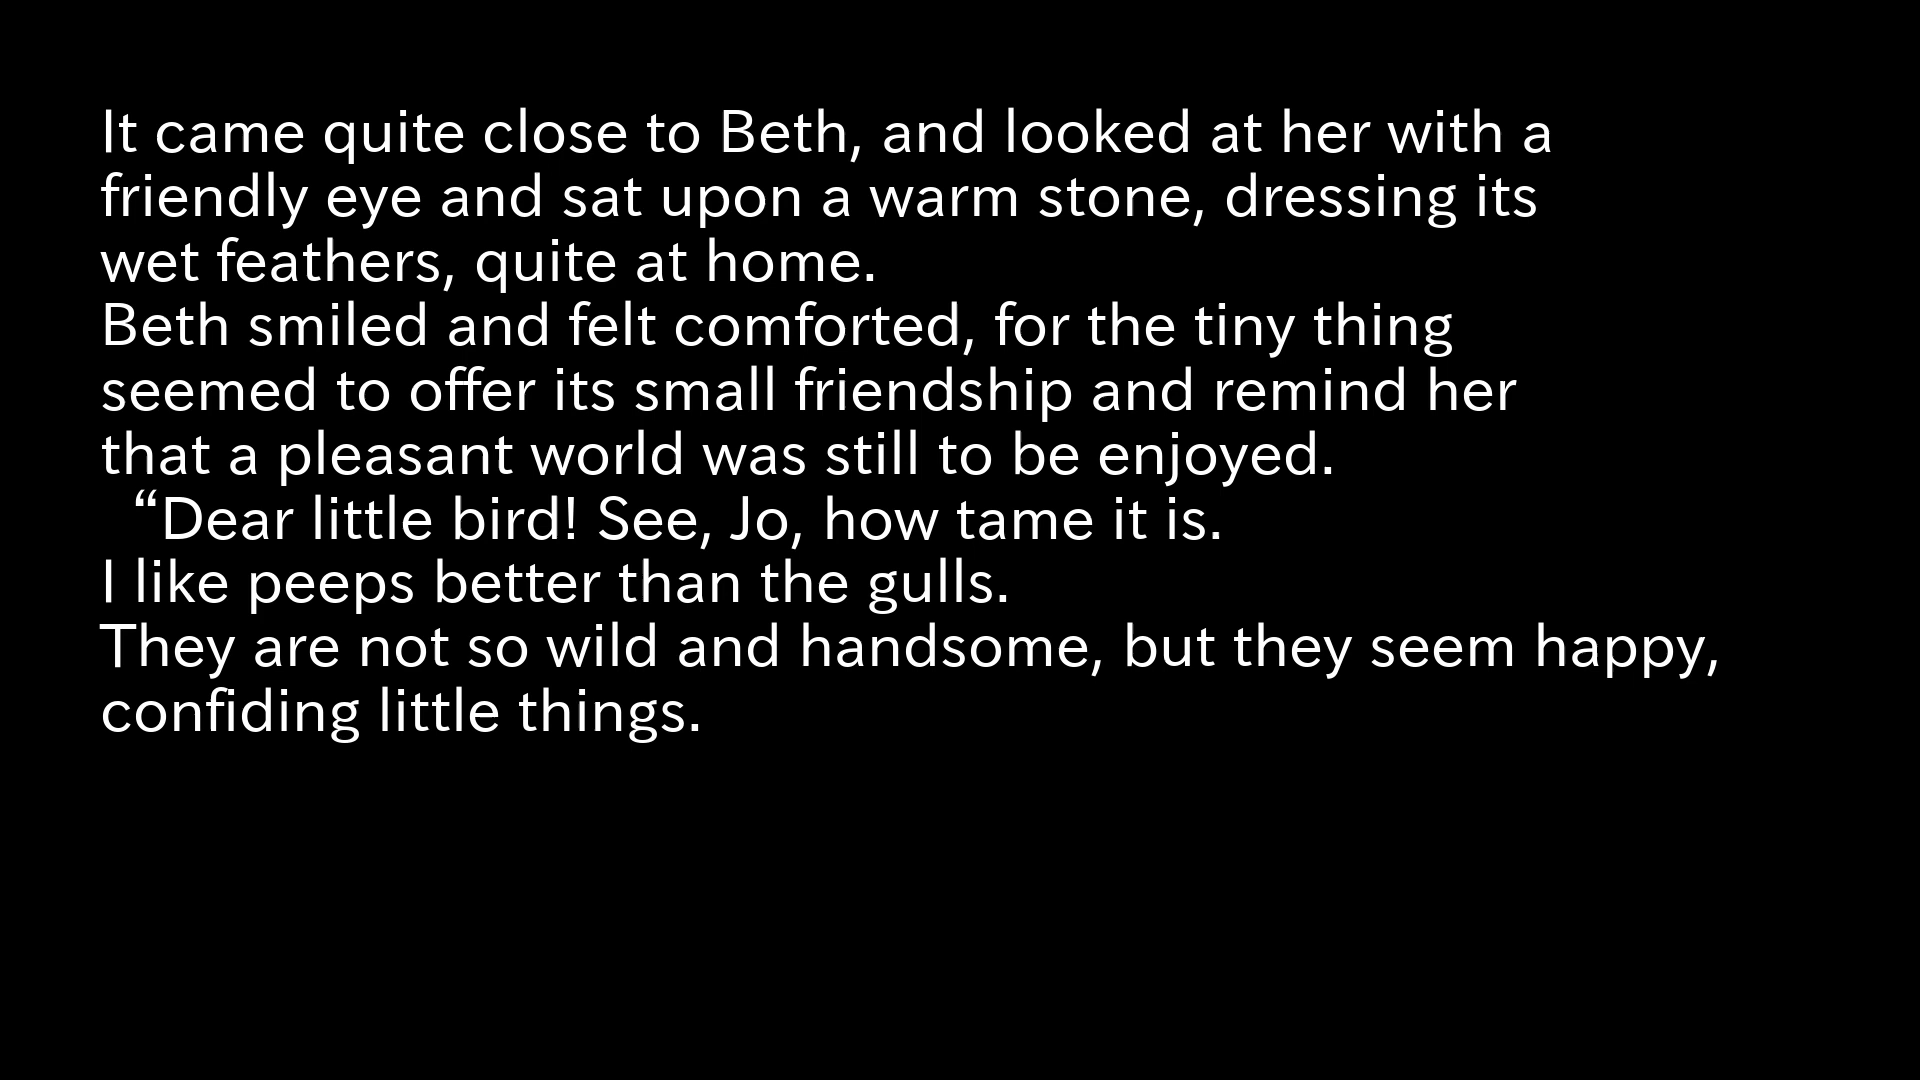 It came quite close to Beth, and looked at her with a
friendly eye and sat upon a warm stone, dressing its
wet feathers, quite at home.
Beth smiled and felt comforted, for the tiny thing
seemed to offer its small friendship and remind her
that a pleasant world was still to be enjoyed.
“Dear little bird! See, Jo, how tame it is.
I like peeps better than the gulls.
They are not so wild and handsome, but they seem happy,
confiding little things.